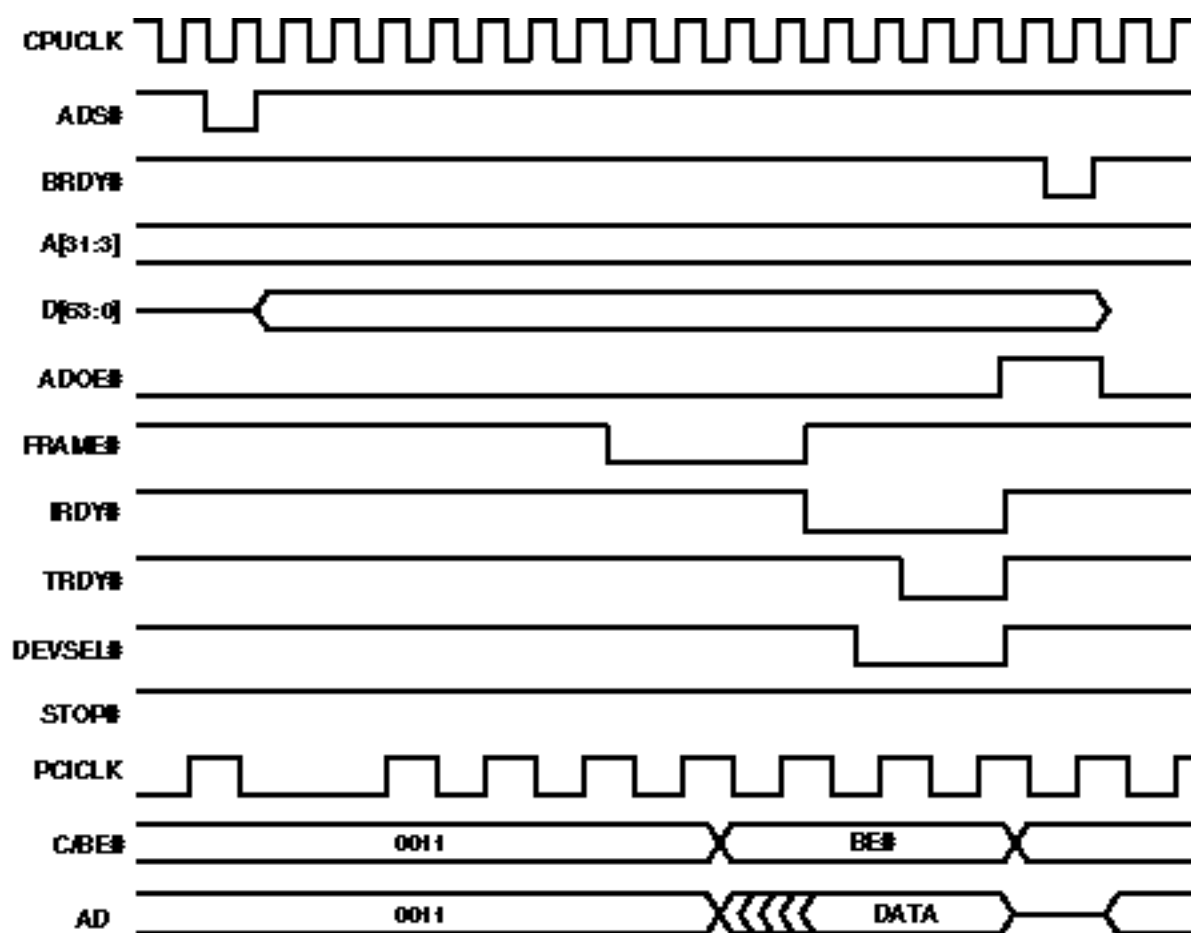 CPUCLK
ADS#
BRDY#
A[31:3]
D[63:0]
ADOE#
FRAME#
IRDY#
TRDY#
DEVSEL#
STOP#
PCICLK
C/BE# 0011 BE#
AD 0011 DATA